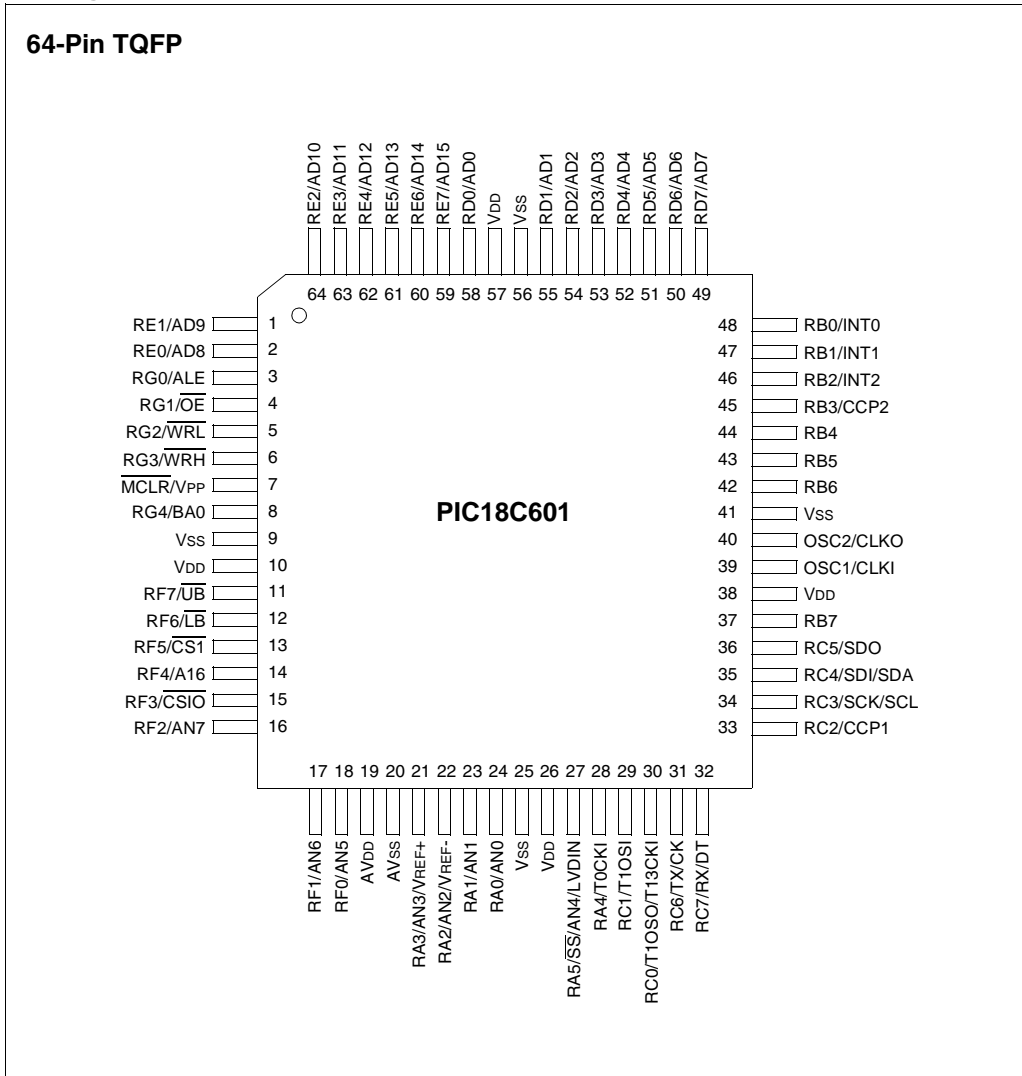 64-Pin TQFP
RE2/AD10
RE3/AD11
RE4/AD12
RE5/AD13
RE6/AD14
RE7/AD15
RD0/AD0
VDD
VSS
RD1/AD1
RD2/AD2
RD3/AD3
RD4/AD4
RD5/AD5
RD6/AD6
RD7/AD7
64 63 62 61 60 59 58 57 56 55 54 53 52 51 50 49
RE1/AD9 1
RE0/AD8 2
RG0/ALE 3
RG1/O̅E̅ 4
RG2/W̅R̅L̅ 5
RG3/W̅R̅H̅ 6
M̅C̅L̅R̅/VPP 7
RG4/BA0 8
VSS 9
VDD 10
RF7/U̅B̅ 11
RF6/L̅B̅ 12
RF5/C̅S̅1̅ 13
RF4/A16 14
RF3/C̅S̅I̅O̅ 15
RF2/AN7 16
PIC18C601
48 RB0/INT0
47 RB1/INT1
46 RB2/INT2
45 RB3/CCP2
44 RB4
43 RB5
42 RB6
41 VSS
40 OSC2/CLKO
39 OSC1/CLKI
38 VDD
37 RB7
36 RC5/SDO
35 RC4/SDI/SDA
34 RC3/SCK/SCL
33 RC2/CCP1
17 18 19 20 21 22 23 24 25 26 27 28 29 30 31 32
RF1/AN6
RF0/AN5
AVDD
AVSS
RA3/AN3/VREF+
RA2/AN2/VREF-
RA1/AN1
RA0/AN0
VSS
VDD
RA5/S̅S̅/AN4/LVDIN
RA4/T0CKI
RC1/T1OSI
RC0/T1OSO/T13CKI
RC6/TX/CK
RC7/RX/DT